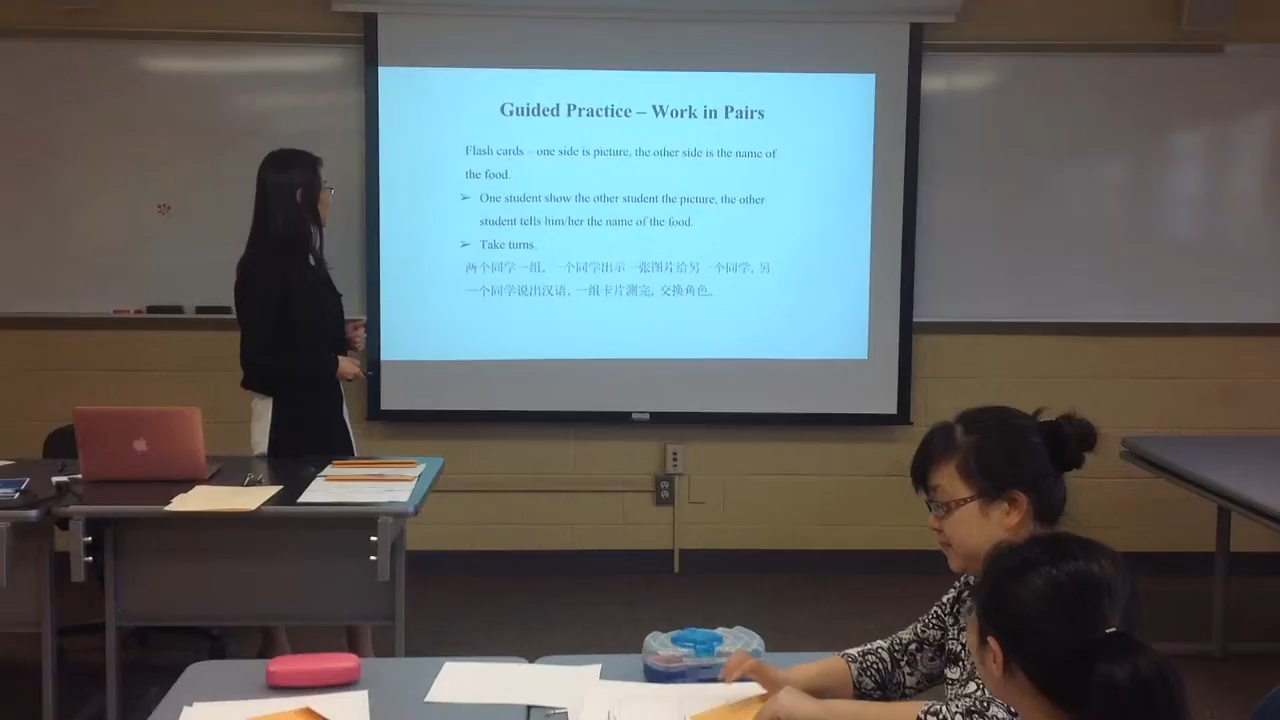 Guided Practice – Work in Pairs
Flash cards – one side is picture, the other side is the name of
the food.
➢ One student show the other student the picture, the other
student tells him/her the name of the food.
➢ Take turns.
两个同学一组, 一个同学出示一张图片给另一个同学, 另
一个同学说出汉语, 一组卡片测完, 交换角色。